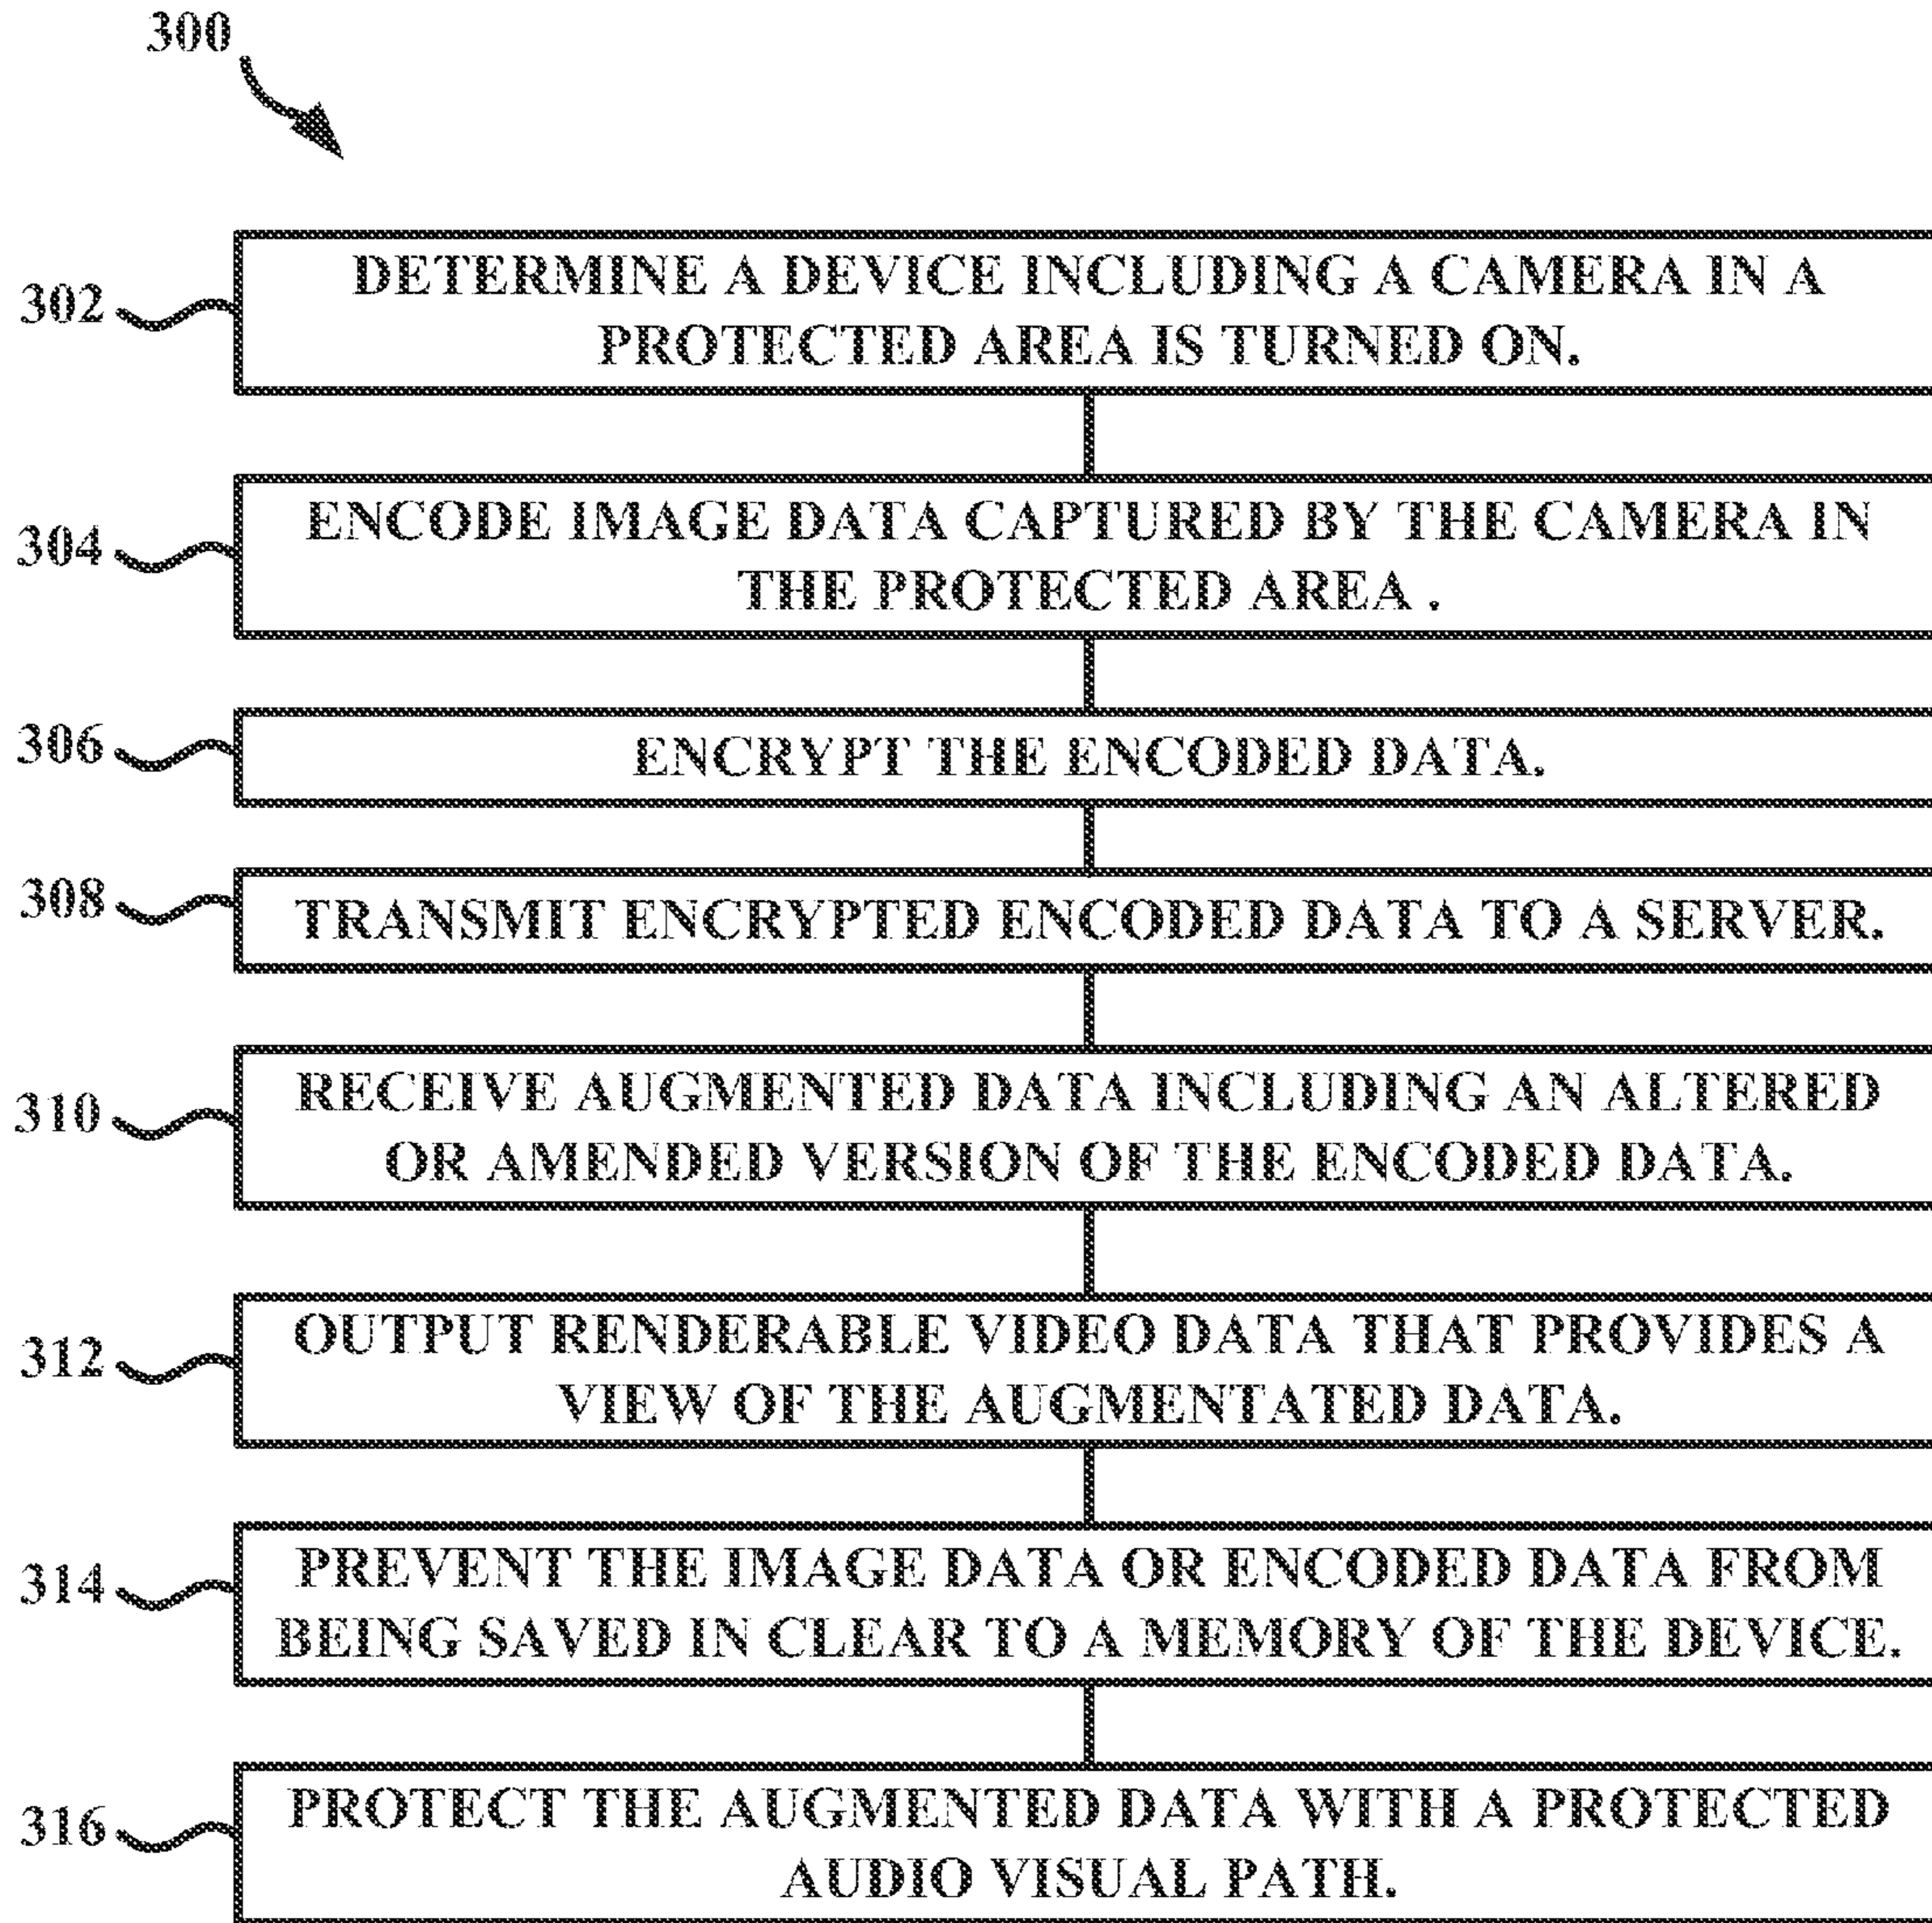 300
302
DETERMINE A DEVICE INCLUDING A CAMERA IN A
PROTECTED AREA IS TURNED ON.
304
ENCODE IMAGE DATA CAPTURED BY THE CAMERA IN
THE PROTECTED AREA .
306
ENCRYPT THE ENCODED DATA.
308
TRANSMIT ENCRYPTED ENCODED DATA TO A SERVER.
310
RECEIVE AUGMENTED DATA INCLUDING AN ALTERED
OR AMENDED VERSION OF THE ENCODED DATA.
312
OUTPUT RENDERABLE VIDEO DATA THAT PROVIDES A
VIEW OF THE AUGMENTATED DATA.
314
PREVENT THE IMAGE DATA OR ENCODED DATA FROM
BEING SAVED IN CLEAR TO A MEMORY OF THE DEVICE.
316
PROTECT THE AUGMENTED DATA WITH A PROTECTED
AUDIO VISUAL PATH.